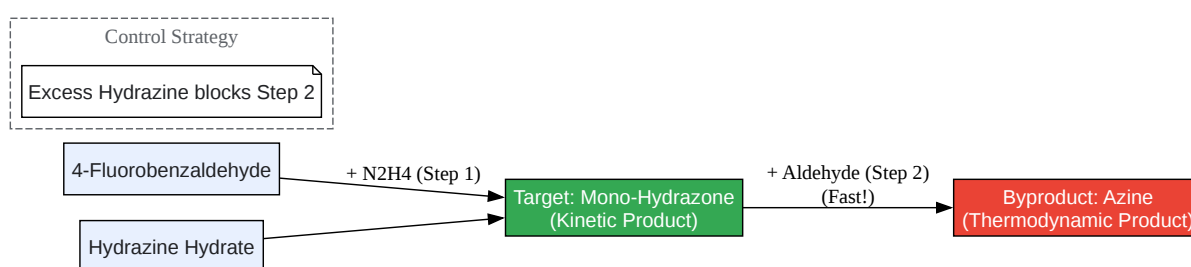 Control Strategy
Excess Hydrazine blocks Step 2
4-Fluorobenzaldehyde
+ N2H4 (Step 1)
Hydrazine Hydrate
Target: Mono-Hydrazone
(Kinetic Product)
+ Aldehyde (Step 2)
(Fast!)
Byproduct: Azine
(Thermodynamic Product)